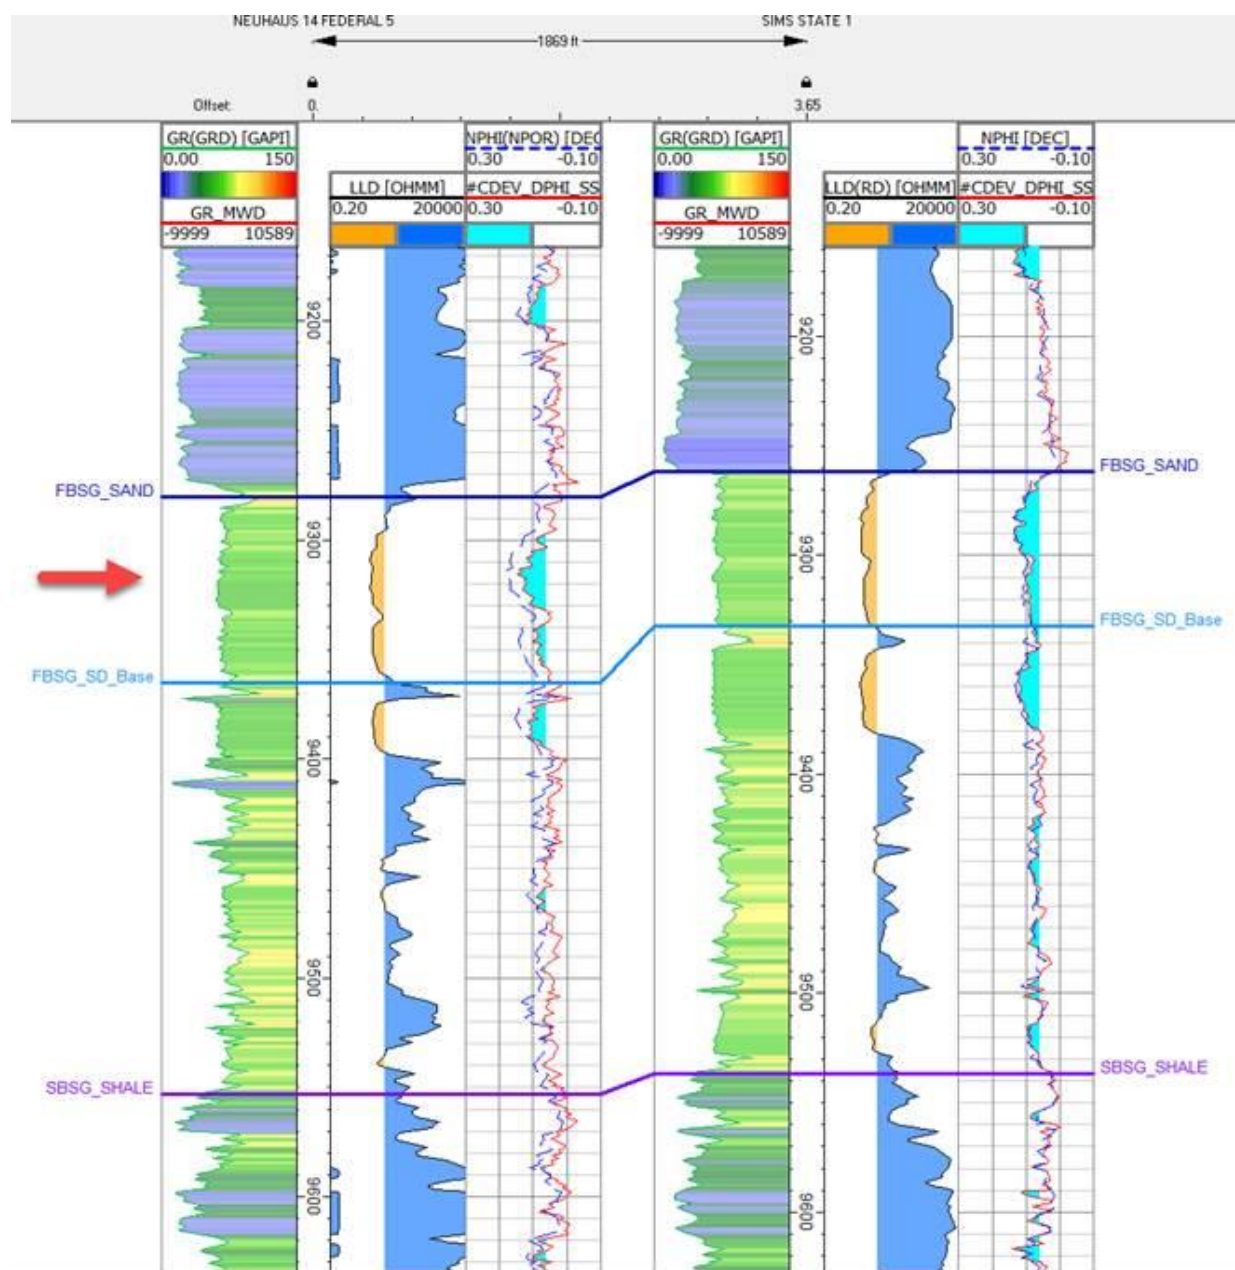 NEUHAUS 14 FEDERAL 5 SIMS STATE 1
1869 ft
Offset: 0. 3.65
GR(GRD) [GAPI] NPHI(NPOR) [DEC GR(GRD) [GAPI] NPHI [DEC]
0.00 150 0.30 -0.10 0.00 150 0.30 -0.10
LLD [OHMM] #CDEV_DPHI_SS LLD(RD) [OHMM] #CDEV_DPHI_SS
GR_MWD 0.20 20000 0.30 -0.10 GR_MWD 0.20 20000 0.30 -0.10
-9999 10589 -9999 10589
9200 9200
FBSG_SAND FBSG_SAND
9300 9300
FBSG_SD_Base FBSG_SD_Base
9400 9400
9500 9500
SBSG_SHALE SBSG_SHALE
9600 9600